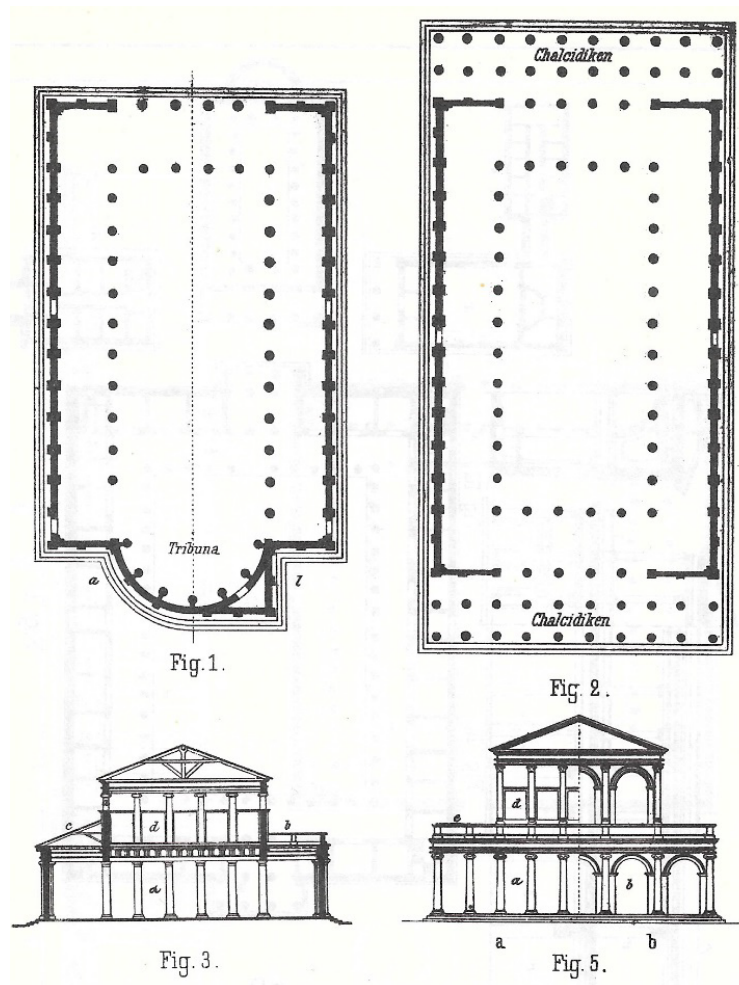 Chalcidiken
Tribuna
a
l
Fig. 1.
Chalcidiken
Fig. 2.
c
d
b
a
Fig. 3.
e
d
a
b
a
b
Fig. 5.